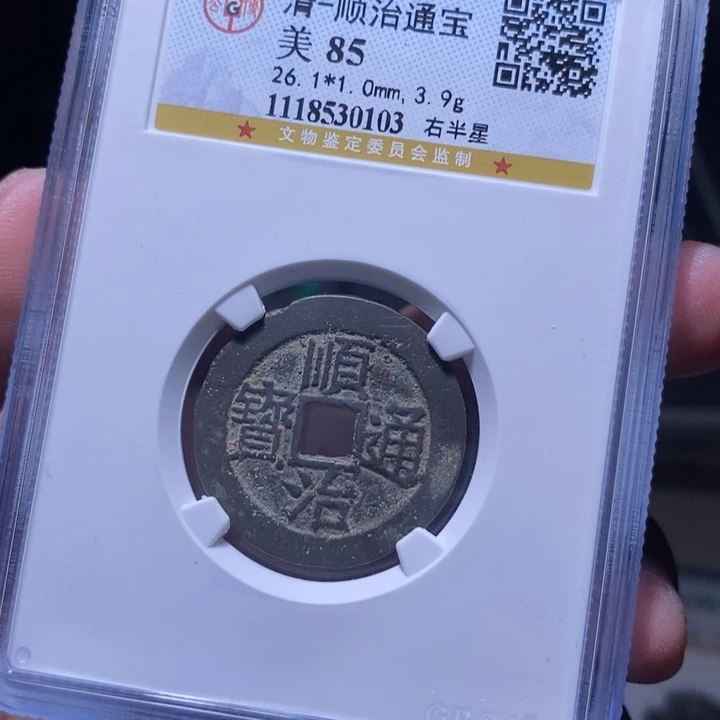 清-顺治通宝
美 85
26.1*1.0mm, 3.9g
1118530103 右半星
文物鉴定委员会监制
順
寶 通
治